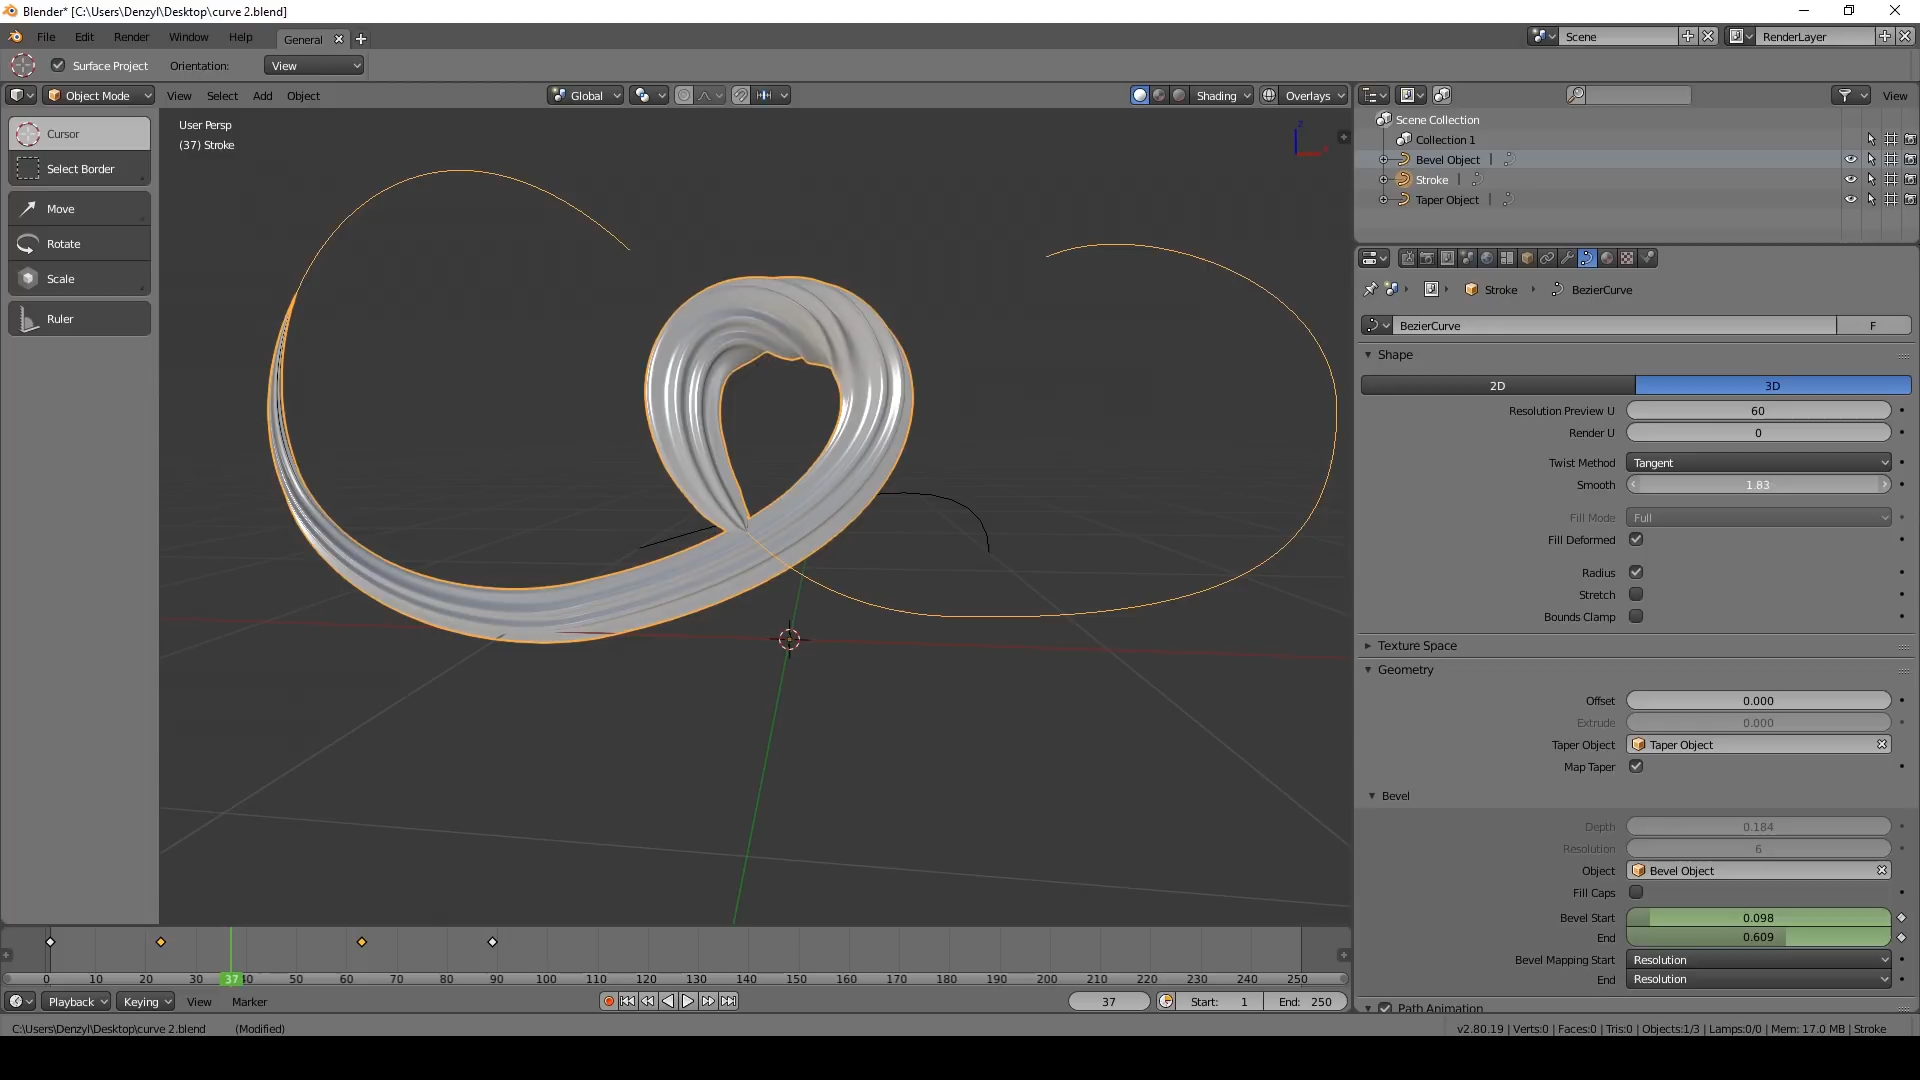 Blender* [C:\Users\Denzyl\Desktop\curve 2.blend]
File Edit Render Window Help General Scene RenderLayer
Surface Project Orientation: View
Object Mode View Select Add Object Global Shading Overlays View
Cursor
Select Border
Move
Rotate
Scale
Ruler
User Persp
(37) Stroke
Z
Scene Collection
Collection 1
Bevel Object
Stroke
Taper Object
Stroke BezierCurve
BezierCurve F
Shape
2D 3D
Resolution Preview U 60
Render U 0
Twist Method Tangent
Smooth 1.83
Fill Mode Full
Fill Deformed
Radius
Stretch
Bounds Clamp
Texture Space
Geometry
Offset 0.000
Extrude 0.000
Taper Object Taper Object
Map Taper
Bevel
Depth 0.184
Resolution 6
Object Bevel Object
Fill Caps
Bevel Start 0.098
End 0.609
Bevel Mapping Start Resolution
End Resolution
Path Animation
0 10 20 30 37 40 50 60 70 80 90 100 110 120 130 140 150 160 170 180 190 200 210 220 230 240 250
Playback Keying View Marker 37 Start: 1 End: 250
C:\Users\Denzyl\Desktop\curve 2.blend (Modified) v2.80.19 | Verts:0 | Faces:0 | Tris:0 | Objects:1/3 | Lamps:0/0 | Mem: 17.0 MB | Stroke